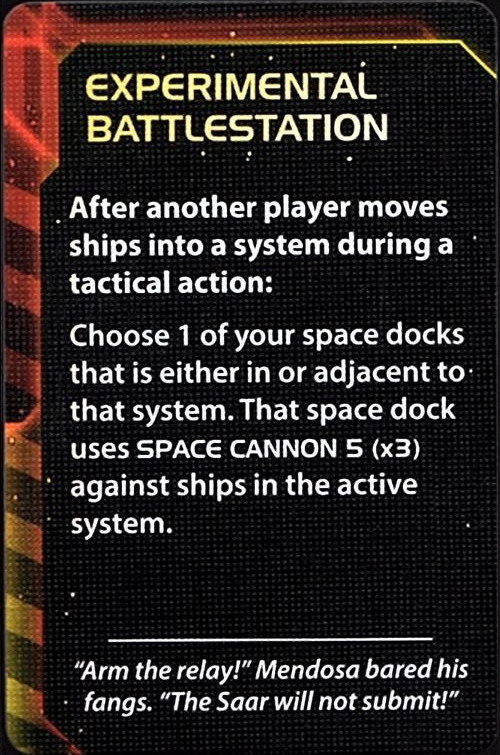 EXPERIMENTAL
BATTLESTATION
After another player moves
ships into a system during a
tactical action:
Choose 1 of your space docks
that is either in or adjacent to
that system. That space dock
uses SPACE CANNON 5 (x3)
against ships in the active
system.
“Arm the relay!” Mendosa bared his
fangs. “The Saar will not submit!”